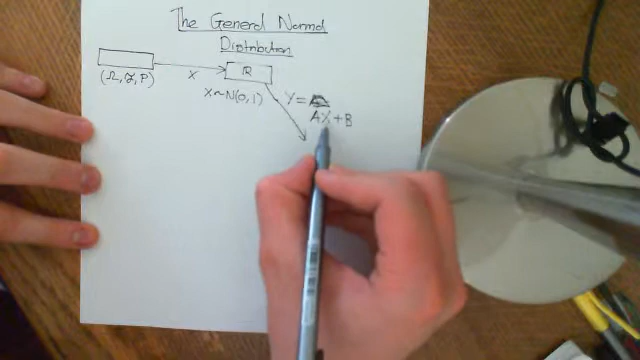 The General Normal
Distribution
X
ℝ
(Ω, F, P)
X~N(0,1)
Y=
AX+B